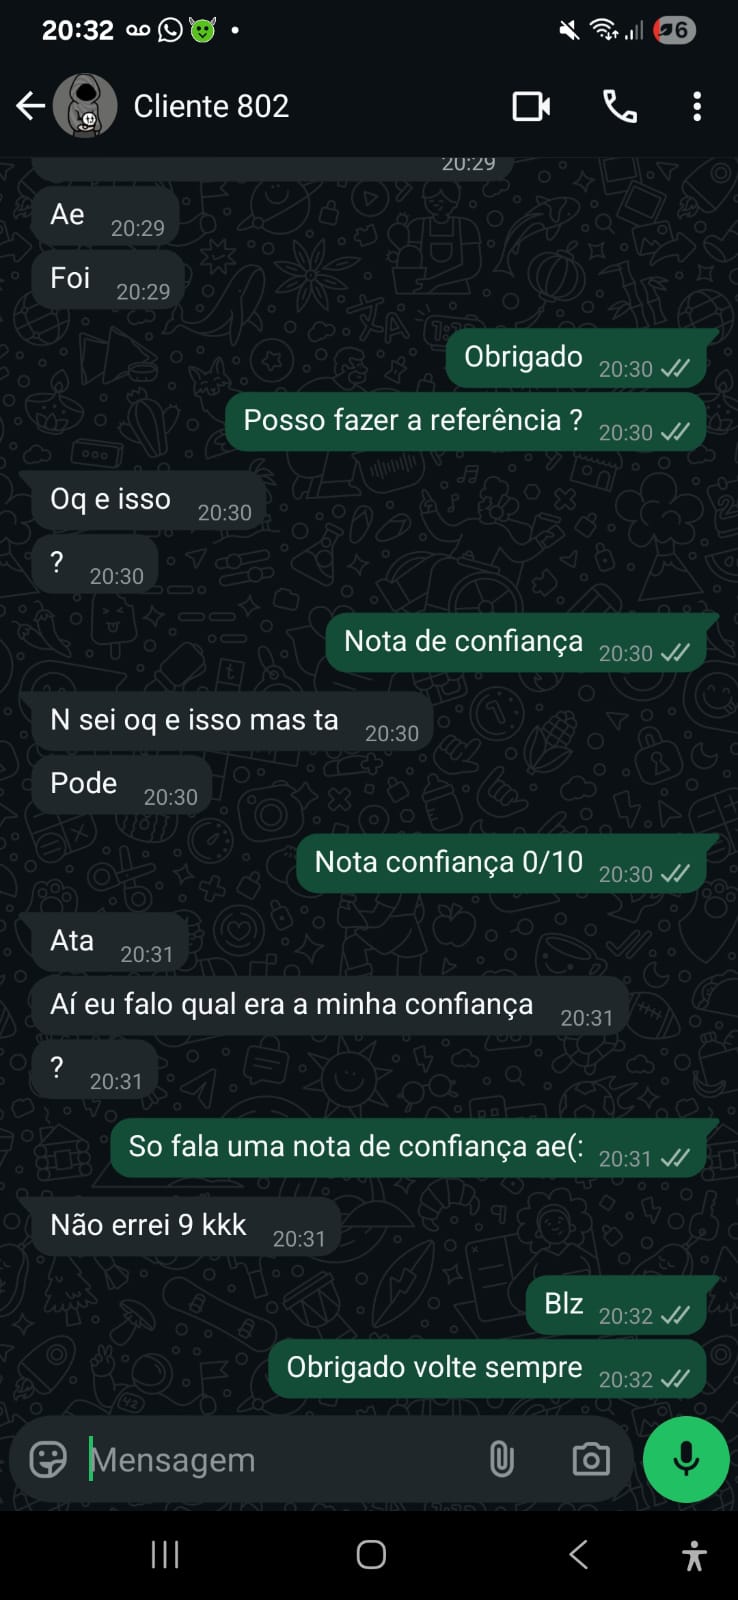 20:32
6
Cliente 802
20:29
Ae 20:29
Foi 20:29
Obrigado 20:30
Posso fazer a referência ? 20:30
Oq e isso 20:30
? 20:30
Nota de confiança 20:30
N sei oq e isso mas ta 20:30
Pode 20:30
Nota confiança 0/10 20:30
Ata 20:31
Aí eu falo qual era a minha confiança 20:31
? 20:31
So fala uma nota de confiança ae(: 20:31
Não errei 9 kkk 20:31
Blz 20:32
Obrigado volte sempre 20:32
Mensagem